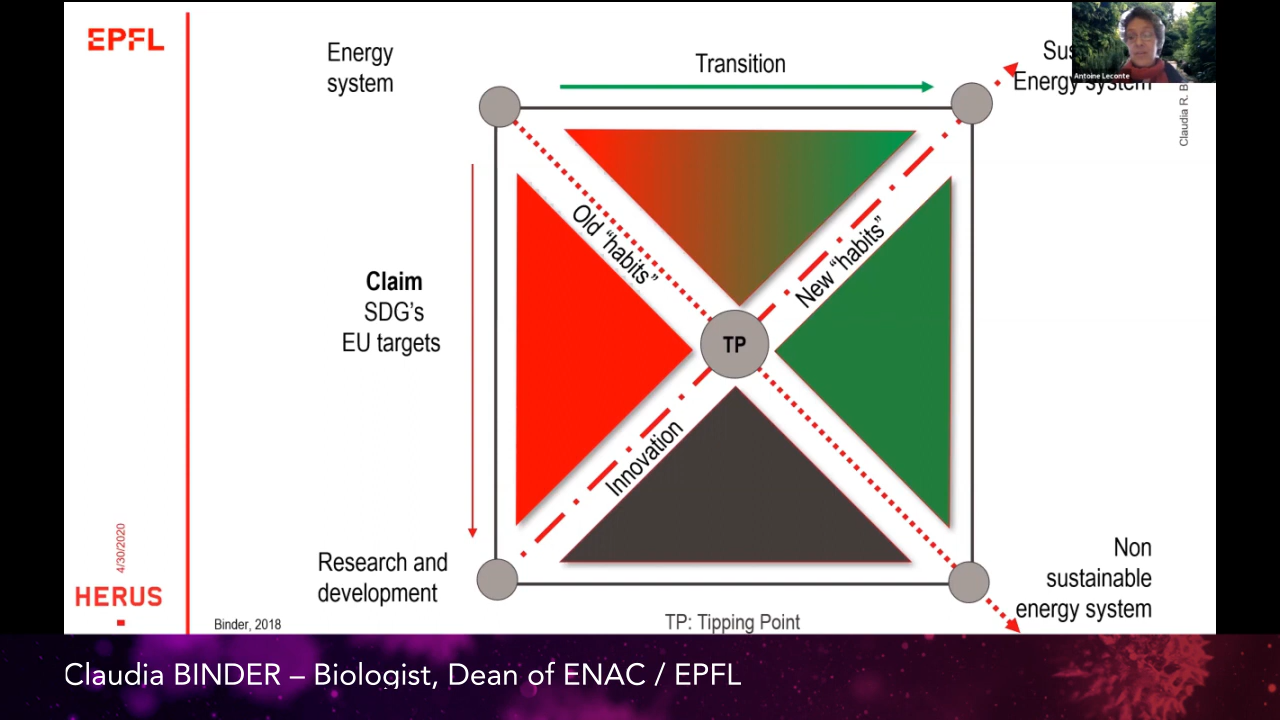 EPFL
Energy
system
Transition
Energy system
Antoine Leconte
Claudia R.
Old “habits”
New “habits”
Claim
SDG’s
EU targets
TP
Innovation
4/30/2020
HERUS
Research and
development
Non
sustainable
energy system
Binder, 2018
TP: Tipping Point
Claudia BINDER – Biologist, Dean of ENAC / EPFL